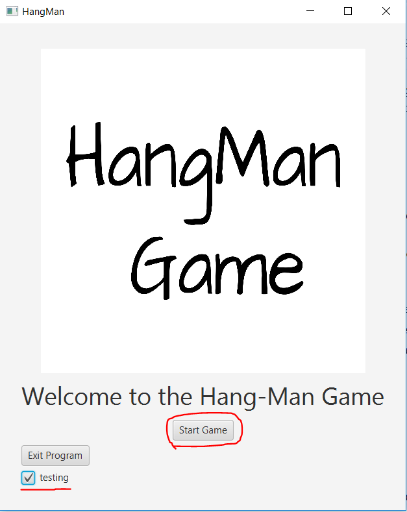 HangMan
HangMan
Game
Welcome to the Hang-Man Game
Start Game
Exit Program
testing